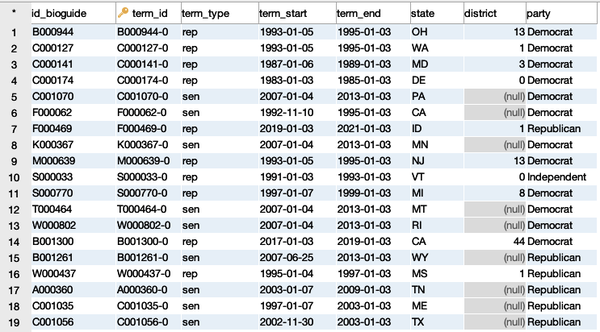 * id_bioguide term_id term_type term_start term_end state district party
1 B000944 B000944-0 rep 1993-01-05 1995-01-03 OH 13 Democrat
2 C000127 C000127-0 rep 1993-01-05 1995-01-03 WA 1 Democrat
3 C000141 C000141-0 rep 1987-01-06 1989-01-03 MD 3 Democrat
4 C000174 C000174-0 rep 1983-01-03 1985-01-03 DE 0 Democrat
5 C001070 C001070-0 sen 2007-01-04 2013-01-03 PA (null) Democrat
6 F000062 F000062-0 sen 1992-11-10 1995-01-03 CA (null) Democrat
7 F000469 F000469-0 rep 2019-01-03 2021-01-03 ID 1 Republican
8 K000367 K000367-0 sen 2007-01-04 2013-01-03 MN (null) Democrat
9 M000639 M000639-0 rep 1993-01-05 1995-01-03 NJ 13 Democrat
10 S000033 S000033-0 rep 1991-01-03 1993-01-03 VT 0 Independent
11 S000770 S000770-0 rep 1997-01-07 1999-01-03 MI 8 Democrat
12 T000464 T000464-0 sen 2007-01-04 2013-01-03 MT (null) Democrat
13 W000802 W000802-0 sen 2007-01-04 2013-01-03 RI (null) Democrat
14 B001300 B001300-0 rep 2017-01-03 2019-01-03 CA 44 Democrat
15 B001261 B001261-0 sen 2007-06-25 2013-01-03 WY (null) Republican
16 W000437 W000437-0 rep 1995-01-04 1997-01-03 MS 1 Republican
17 A000360 A000360-0 sen 2003-01-07 2009-01-03 TN (null) Republican
18 C001035 C001035-0 sen 1997-01-07 2003-01-03 ME (null) Republican
19 C001056 C001056-0 sen 2002-11-30 2003-01-03 TX (null) Republican